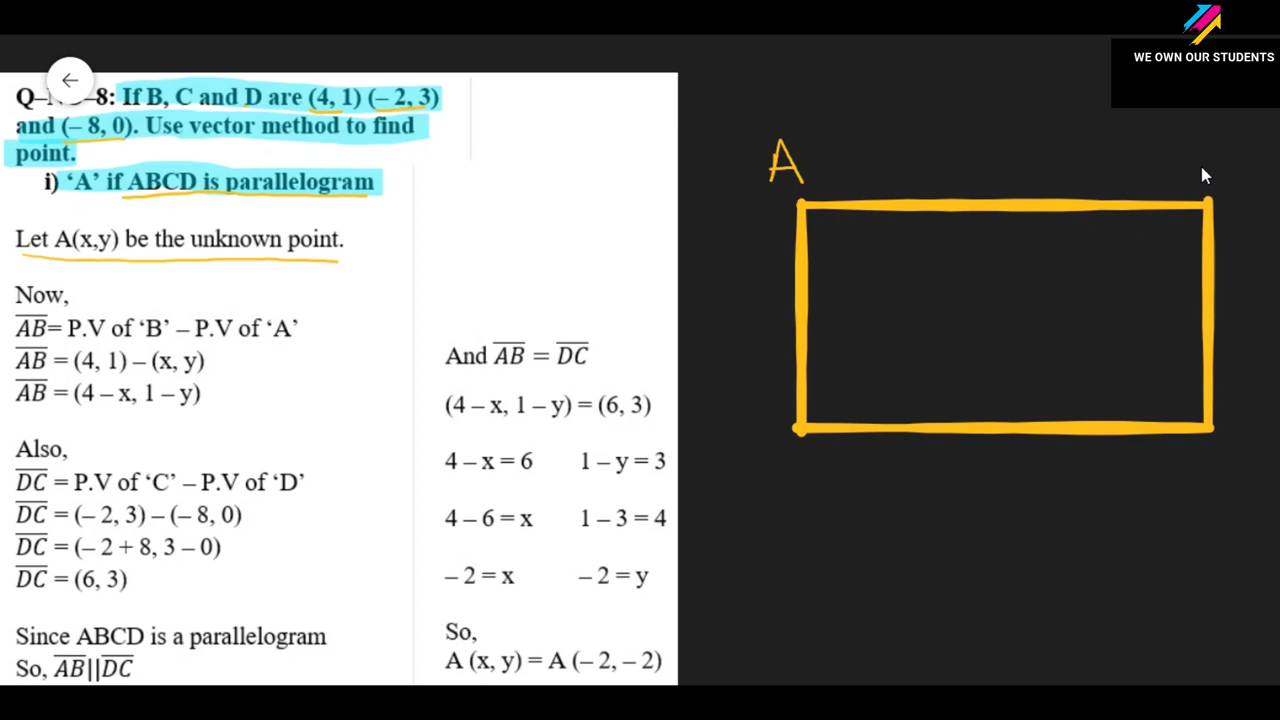 WE OWN OUR STUDENTS
8: If B, C and D are (4, 1) (– 2, 3)
and (– 8, 0). Use vector method to find
point.
i) ‘A’ if ABCD is parallelogram
Let A(x,y) be the unknown point.
Now,
AB= P.V of ‘B’ – P.V of ‘A’
AB = (4, 1) – (x, y)
AB = (4 – x, 1 – y)
Also,
DC = P.V of ‘C’ – P.V of ‘D’
DC = (– 2, 3) – (– 8, 0)
DC = (– 2 + 8, 3 – 0)
DC = (6, 3)
Since ABCD is a parallelogram
So, AB||DC
And AB = DC
(4 – x, 1 – y) = (6, 3)
4 – x = 6 1 – y = 3
4 – 6 = x 1 – 3 = 4
– 2 = x – 2 = y
So,
A (x, y) = A (– 2, – 2)
A